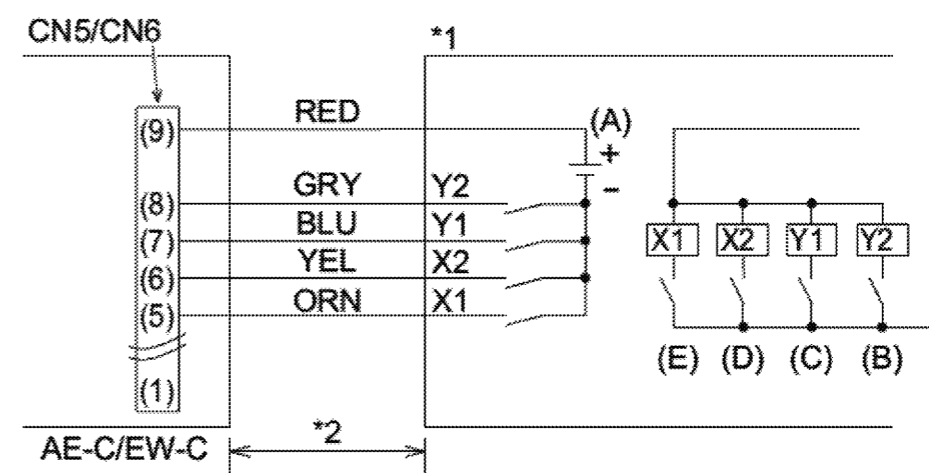 CN5/CN6
*1
RED
(9)
(A)
+
−
GRY
Y2
(8)
BLU
Y1
(7)
YEL
X2
(6)
ORN
X1
(5)
(1)
X1 X2 Y1 Y2
(E) (D) (C) (B)
AE-C/EW-C
*2